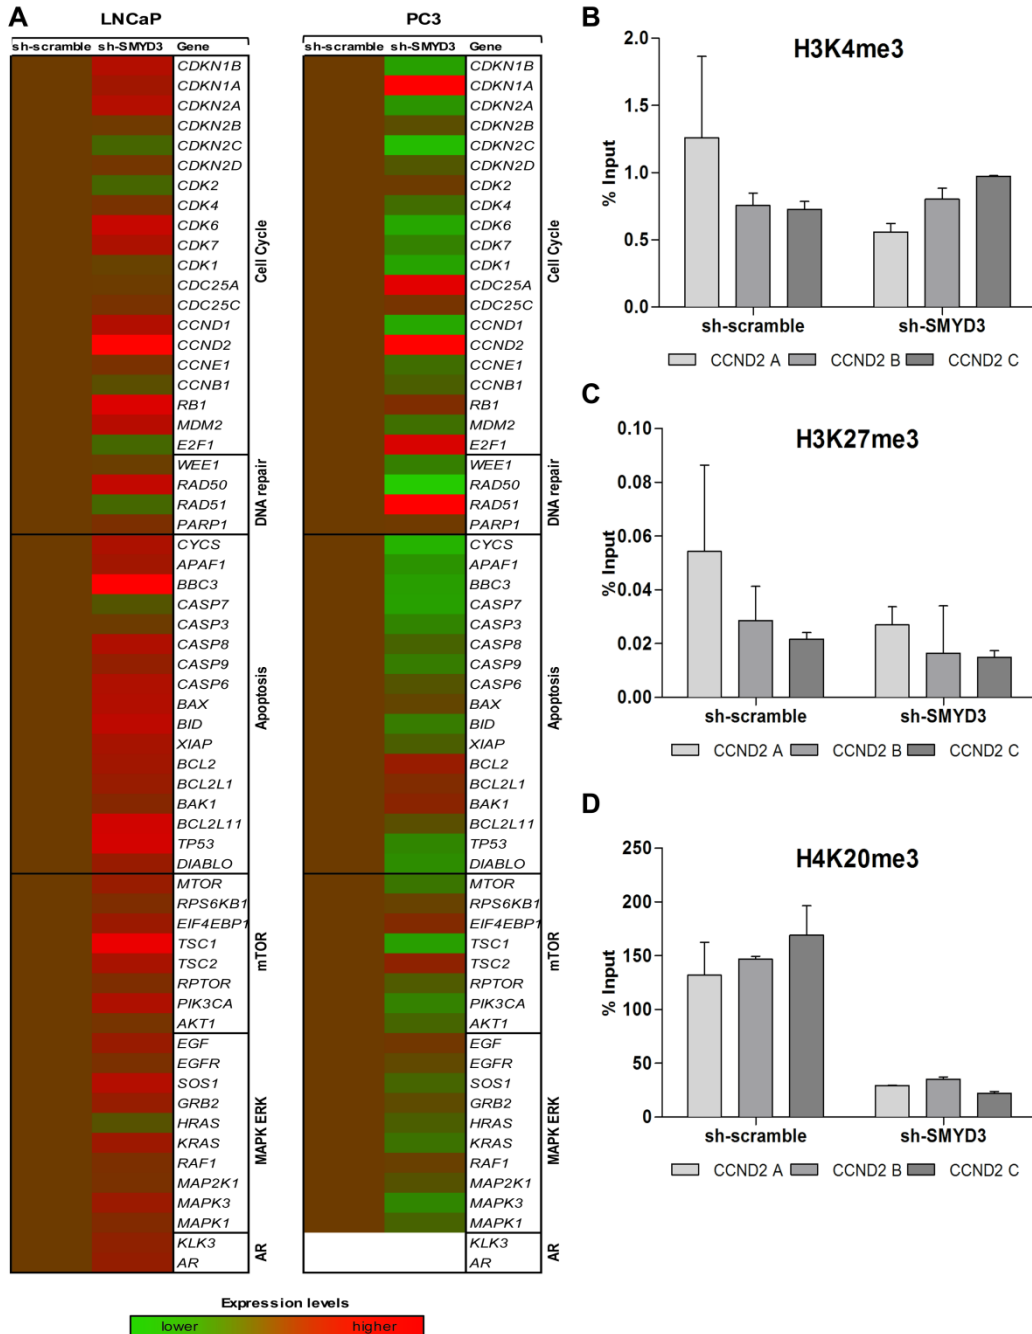 A
LNCaP
sh-scramble sh-SMYD3 Gene
CDKN1B
CDKN1A
CDKN2A
CDKN2B
CDKN2C
CDKN2D
CDK2
CDK4
CDK6
CDK7
CDK1
CDC25A
CDC25C
CCND1
CCND2
CCNE1
CCNB1
RB1
MDM2
E2F1
Cell Cycle
WEE1
RAD50
RAD51
PARP1
DNA repair
CYCS
APAF1
BBC3
CASP7
CASP3
CASP8
CASP9
CASP6
BAX
BID
XIAP
BCL2
BCL2L1
BAK1
BCL2L11
TP53
DIABLO
Apoptosis
MTOR
RPS6KB1
EIF4EBP1
TSC1
TSC2
RPTOR
PIK3CA
AKT1
mTOR
EGF
EGFR
SOS1
GRB2
HRAS
KRAS
RAF1
MAP2K1
MAPK3
MAPK1
MAPK ERK
KLK3
AR
AR
PC3
sh-scramble sh-SMYD3 Gene
CDKN1B
CDKN1A
CDKN2A
CDKN2B
CDKN2C
CDKN2D
CDK2
CDK4
CDK6
CDK7
CDK1
CDC25A
CDC25C
CCND1
CCND2
CCNE1
CCNB1
RB1
MDM2
E2F1
Cell Cycle
WEE1
RAD50
RAD51
PARP1
DNA repair
CYCS
APAF1
BBC3
CASP7
CASP3
CASP8
CASP9
CASP6
BAX
BID
XIAP
BCL2
BCL2L1
BAK1
BCL2L11
TP53
DIABLO
Apoptosis
MTOR
RPS6KB1
EIF4EBP1
TSC1
TSC2
RPTOR
PIK3CA
AKT1
mTOR
EGF
EGFR
SOS1
GRB2
HRAS
KRAS
RAF1
MAP2K1
MAPK3
MAPK1
MAPK ERK
KLK3
AR
AR
Expression levels
lower higher
B
H3K4me3
% Input
2.0
1.5
1.0
0.5
0.0
sh-scramble sh-SMYD3
CCND2 A CCND2 B CCND2 C
C
H3K27me3
% Input
0.10
0.08
0.06
0.04
0.02
0.00
sh-scramble sh-SMYD3
CCND2 A CCND2 B CCND2 C
D
H4K20me3
% Input
250
200
150
100
50
0
sh-scramble sh-SMYD3
CCND2 A CCND2 B CCND2 C